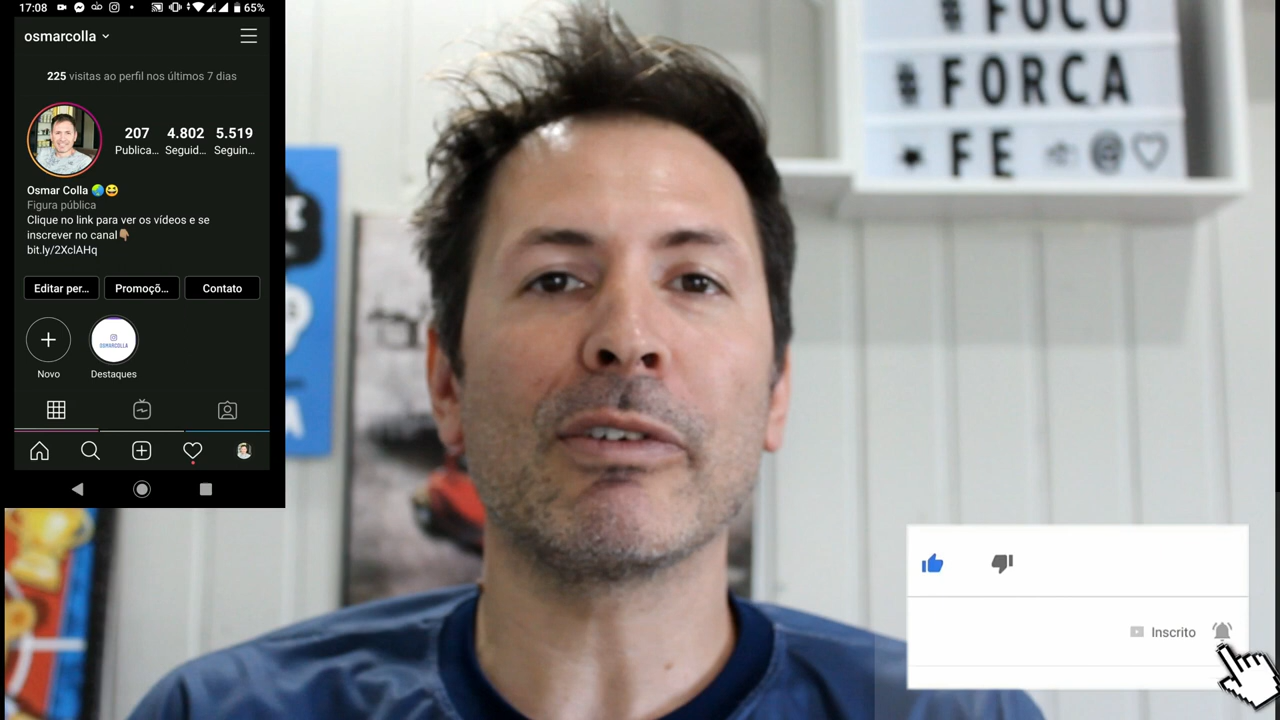 17:08
65%
osmarcolla
225 visitas ao perfil nos últimos 7 dias
207 4.802 5.519
Publica... Seguid... Seguin...
Osmar Colla 🌏😆
Figura pública
Clique no link para ver os vídeos e se
inscrever no canal👇🏽
bit.ly/2XclAHq
Editar per... Promoçõ... Contato
OSMARCOLLA
Novo Destaques
# FOCO
# FORCA
FE @♡
Inscrito